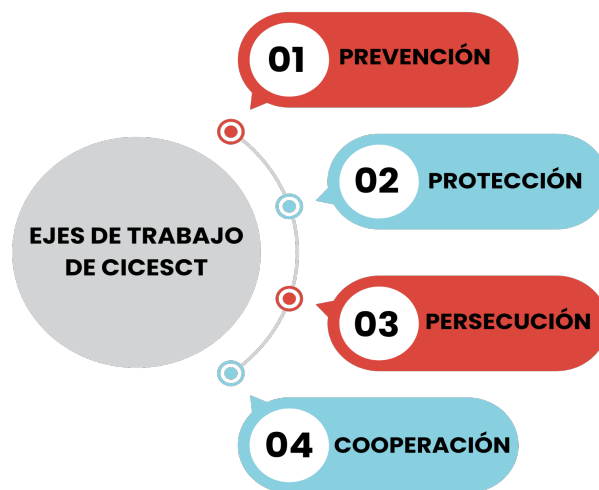 EJES DE TRABAJO
DE CICESCT
01 PREVENCIÓN
02 PROTECCIÓN
03 PERSECUCIÓN
04 COOPERACIÓN